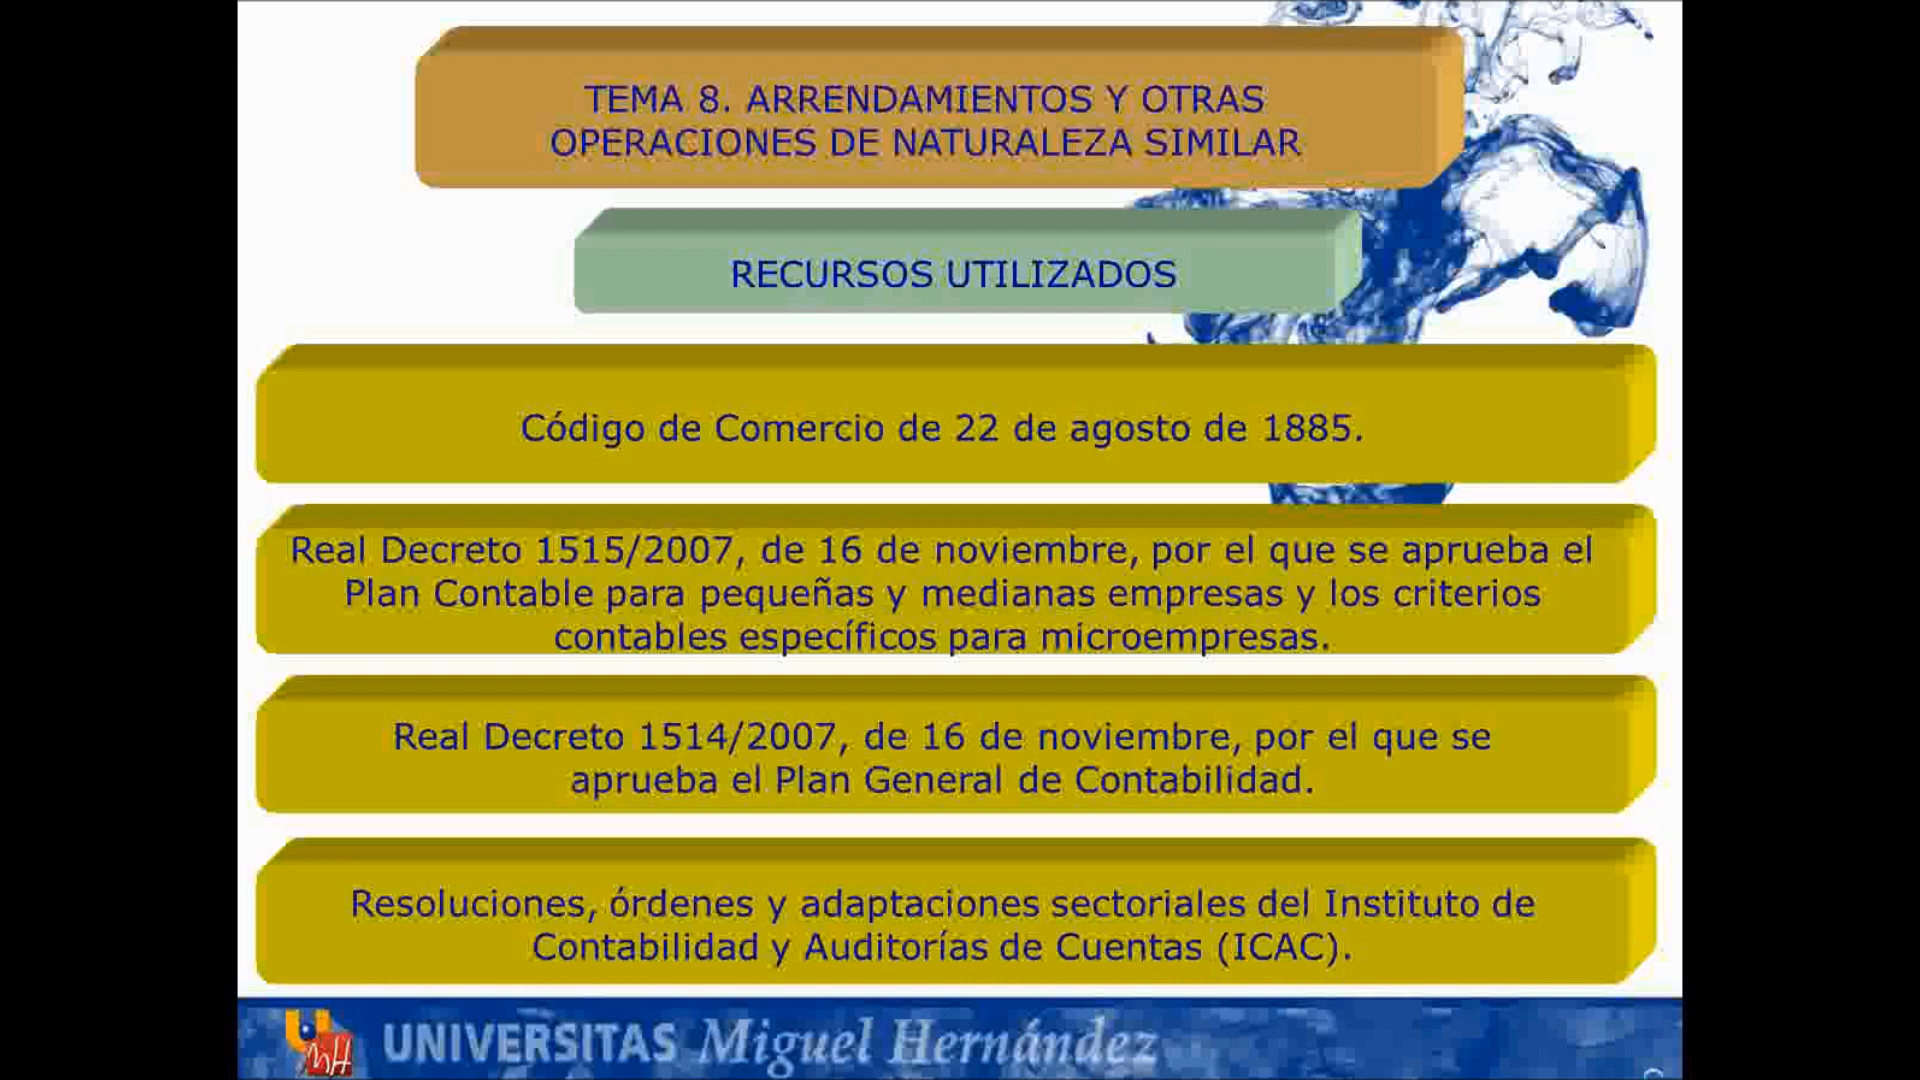 TEMA 8. ARRENDAMIENTOS Y OTRAS
OPERACIONES DE NATURALEZA SIMILAR
RECURSOS UTILIZADOS
Código de Comercio de 22 de agosto de 1885.
Real Decreto 1515/2007, de 16 de noviembre, por el que se aprueba el
Plan Contable para pequeñas y medianas empresas y los criterios
contables específicos para microempresas.
Real Decreto 1514/2007, de 16 de noviembre, por el que se
aprueba el Plan General de Contabilidad.
Resoluciones, órdenes y adaptaciones sectoriales del Instituto de
Contabilidad y Auditorías de Cuentas (ICAC).
UNIVERSITAS Miguel Hernández